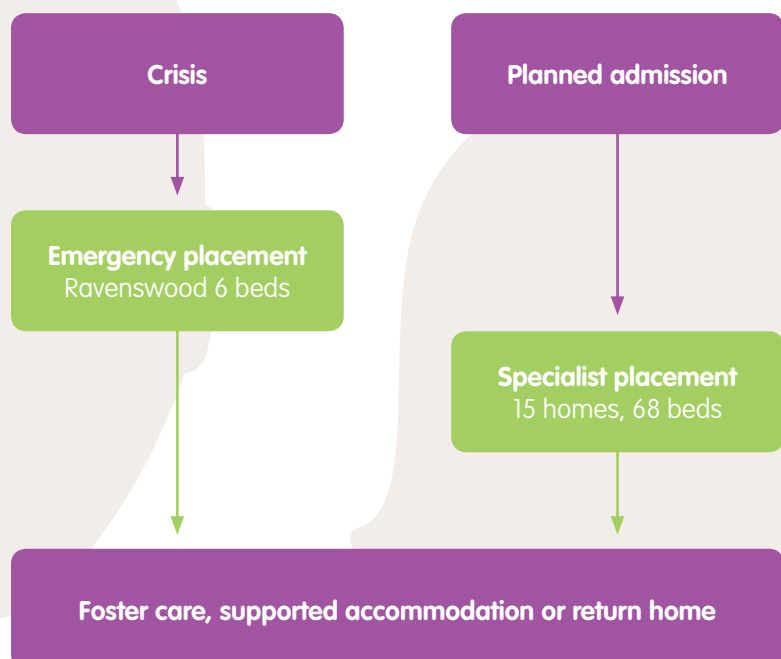 Crisis
Planned admission
Emergency placement
Ravenswood 6 beds
Specialist placement
15 homes, 68 beds
Foster care, supported accommodation or return home